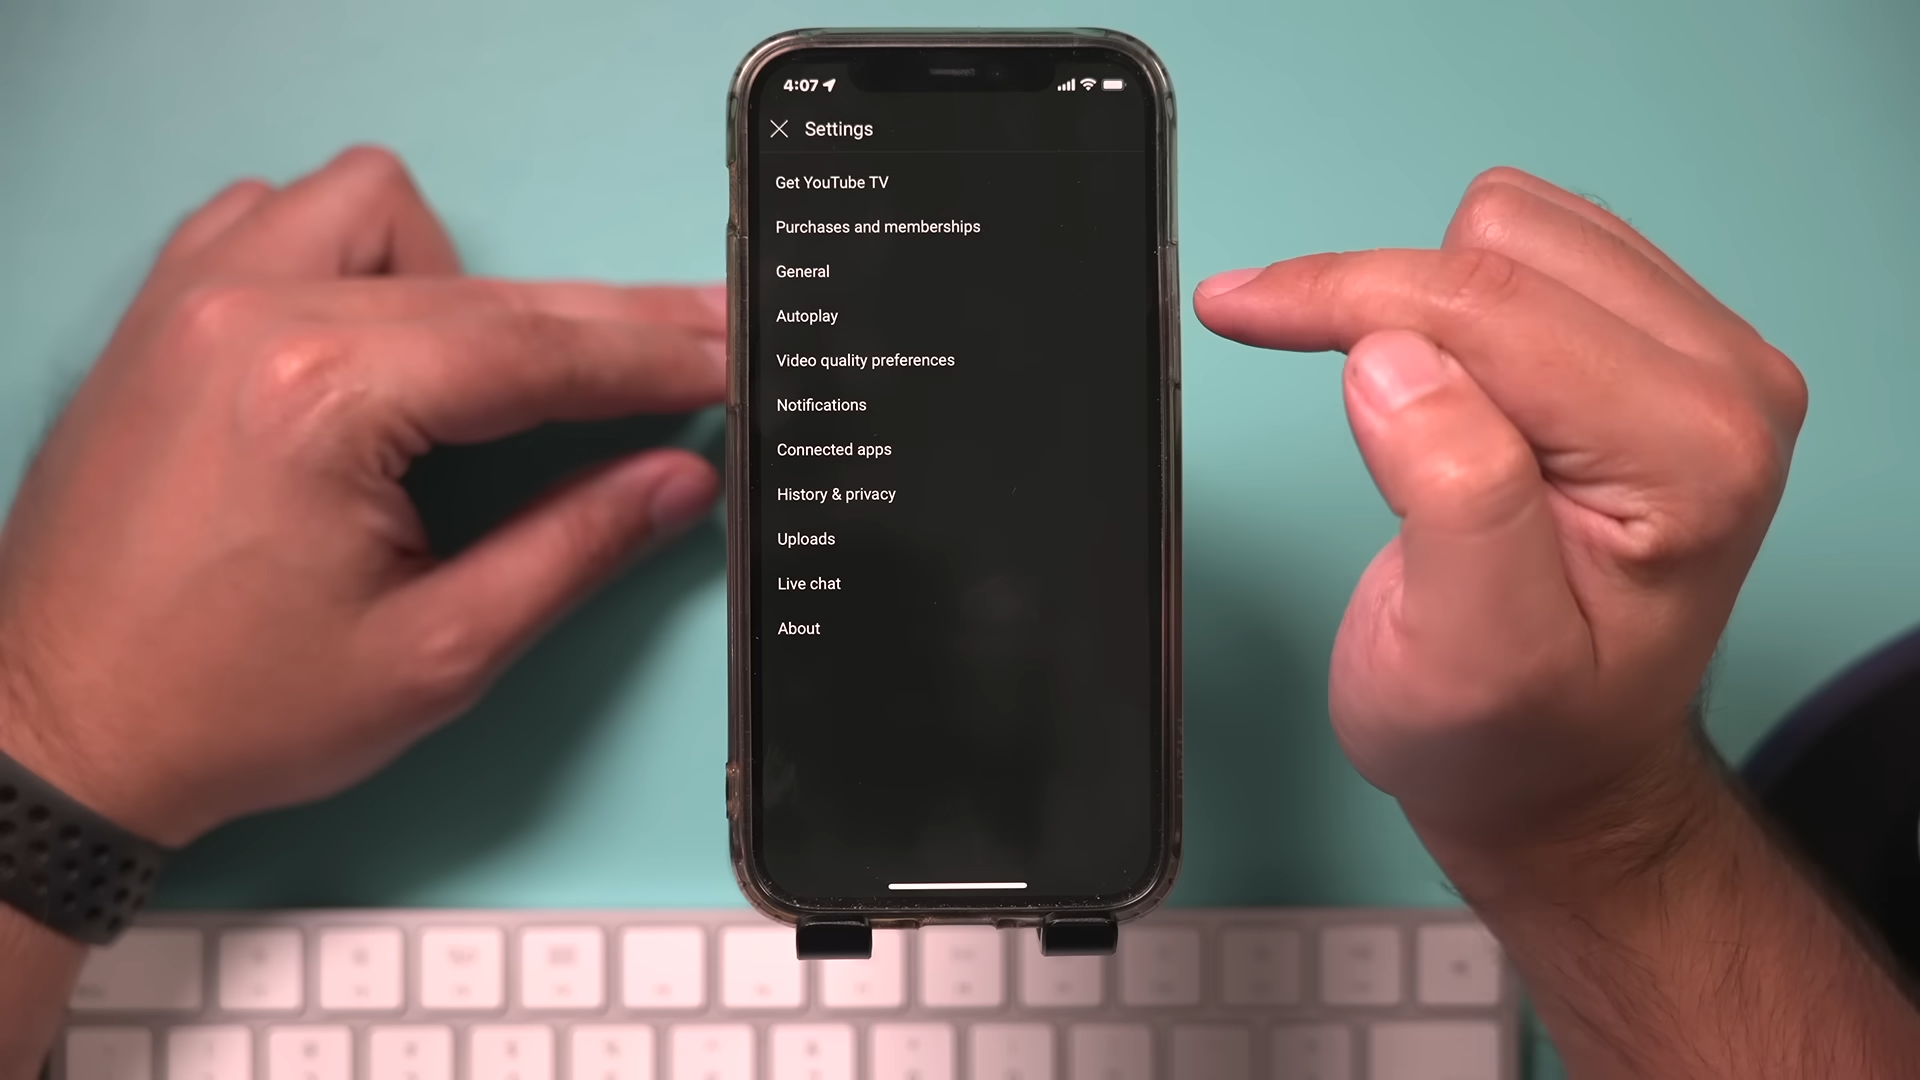 4:07
Settings
Get YouTube TV
Purchases and memberships
General
Autoplay
Video quality preferences
Notifications
Connected apps
History & privacy
Uploads
Live chat
About